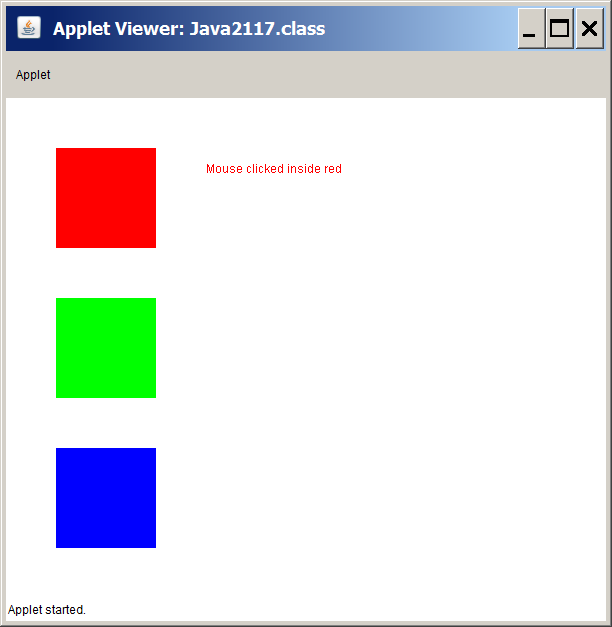 Applet Viewer: Java2117.class
Applet
Mouse clicked inside red
Applet started.